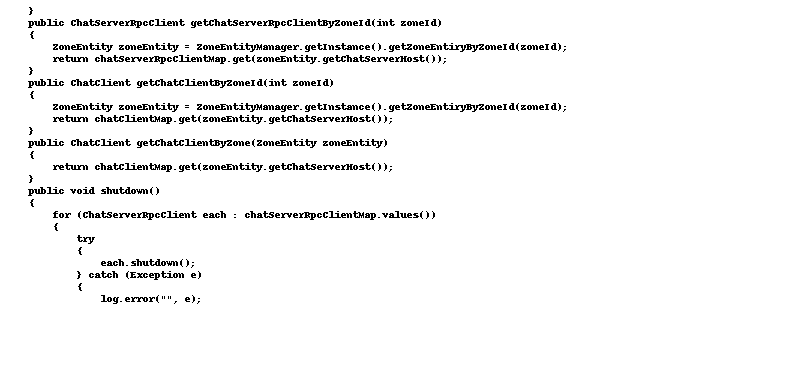 }
public ChatServerRpcClient getChatServerRpcClientByZoneId(int zoneId)
{
ZoneEntity zoneEntity = ZoneEntityManager.getInstance().getZoneEntiryByZoneId(zoneId);
return chatServerRpcClientMap.get(zoneEntity.getChatServerHost());
}
public ChatClient getChatClientByZoneId(int zoneId)
{
ZoneEntity zoneEntity = ZoneEntityManager.getInstance().getZoneEntiryByZoneId(zoneId);
return chatClientMap.get(zoneEntity.getChatServerHost());
}
public ChatClient getChatClientByZone(ZoneEntity zoneEntity)
{
return chatClientMap.get(zoneEntity.getChatServerHost());
}
public void shutdown()
{
for (ChatServerRpcClient each : chatServerRpcClientMap.values())
{
try
{
each.shutdown();
} catch (Exception e)
{
log.error("", e);